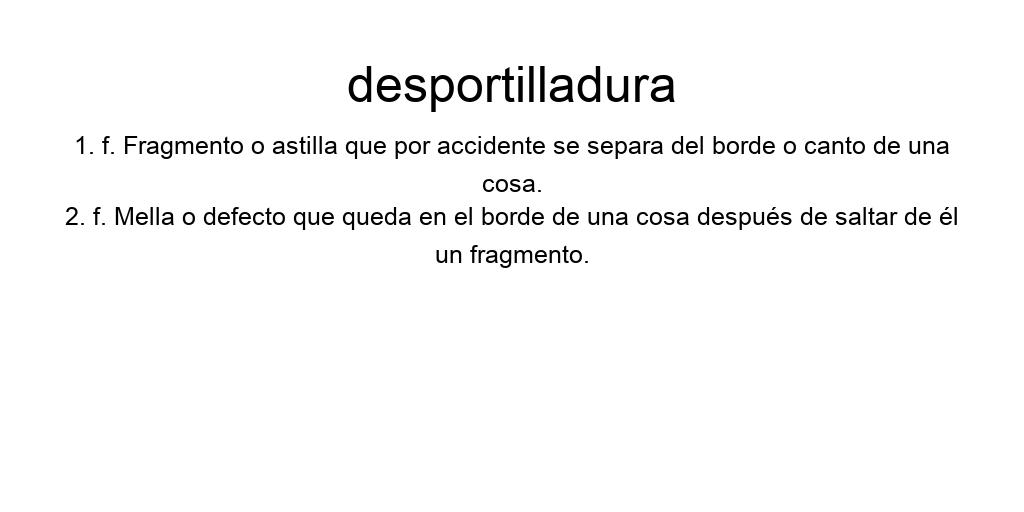 desportilladura
1. f. Fragmento o astilla que por accidente se separa del borde o canto de una
cosa.
2. f. Mella o defecto que queda en el borde de una cosa después de saltar de él
un fragmento.